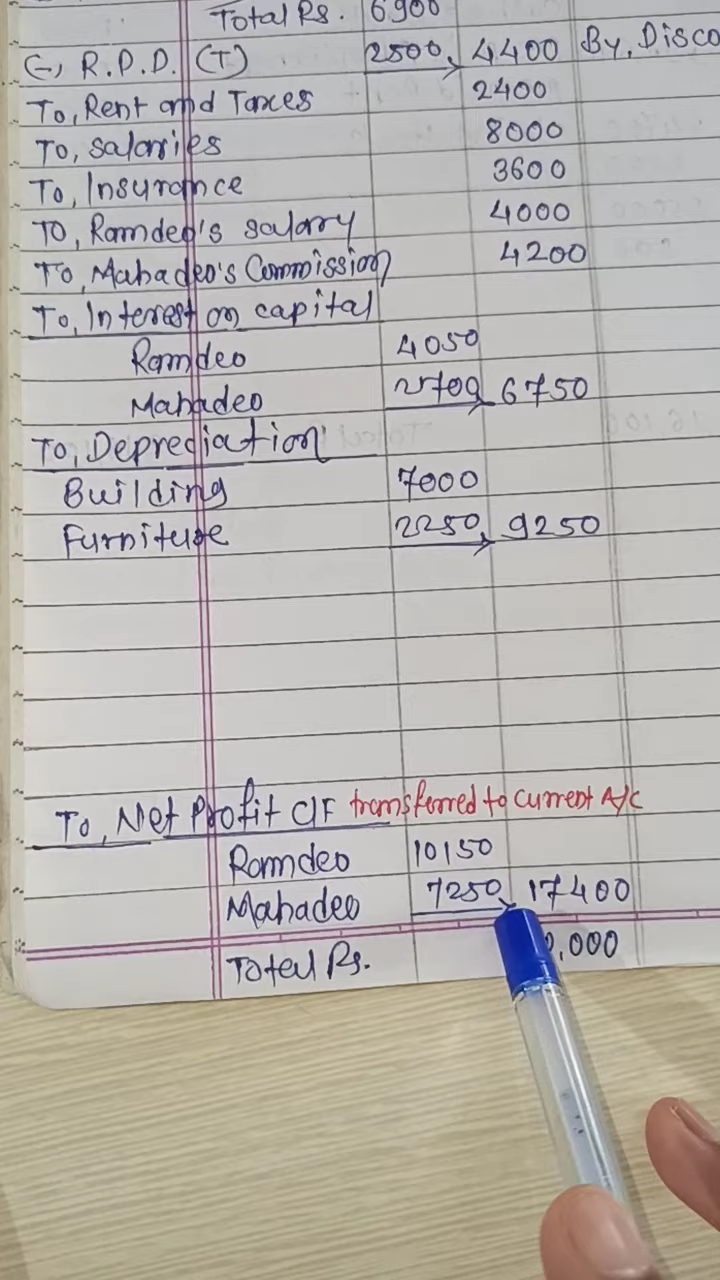 Total Rs. 6900
(-) R.D.D. (T) 2500 4400 By, Disco
To, Rent and Taxes 2400
To, Salaries 8000
To, Insurance 3600
To, Ramdeo's salary 4000
To, Mahadeo's Commission 4200
To, Interest on capital
Ramdeo 4050
Mahadeo 2700 6750
To, Depreciation
Building 7000
Furniture 2250 9250
To, Net Profit C/F transferred to Current A/c
Ramdeo 10150
Mahadeo 7250 17400
Total Rs. ,000